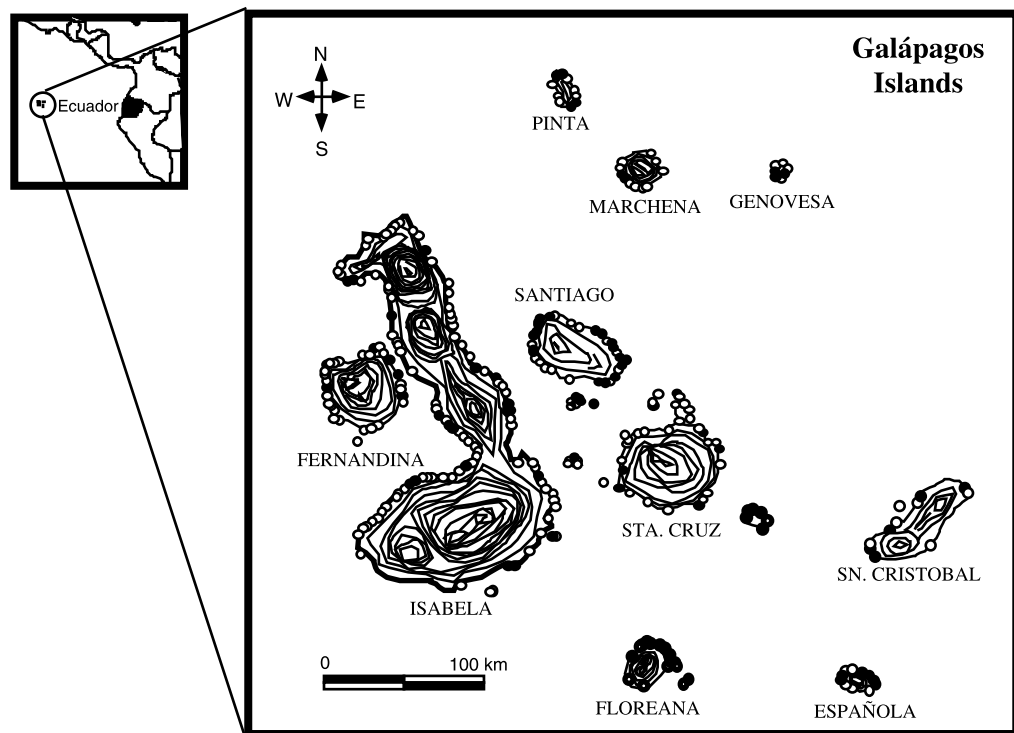 Galápagos
Islands
Ecuador
N
W
E
S
PINTA
MARCHENA
GENOVESA
SANTIAGO
FERNANDINA
STA. CRUZ
SN. CRISTOBAL
ISABELA
0
100 km
FLOREANA
ESPAÑOLA